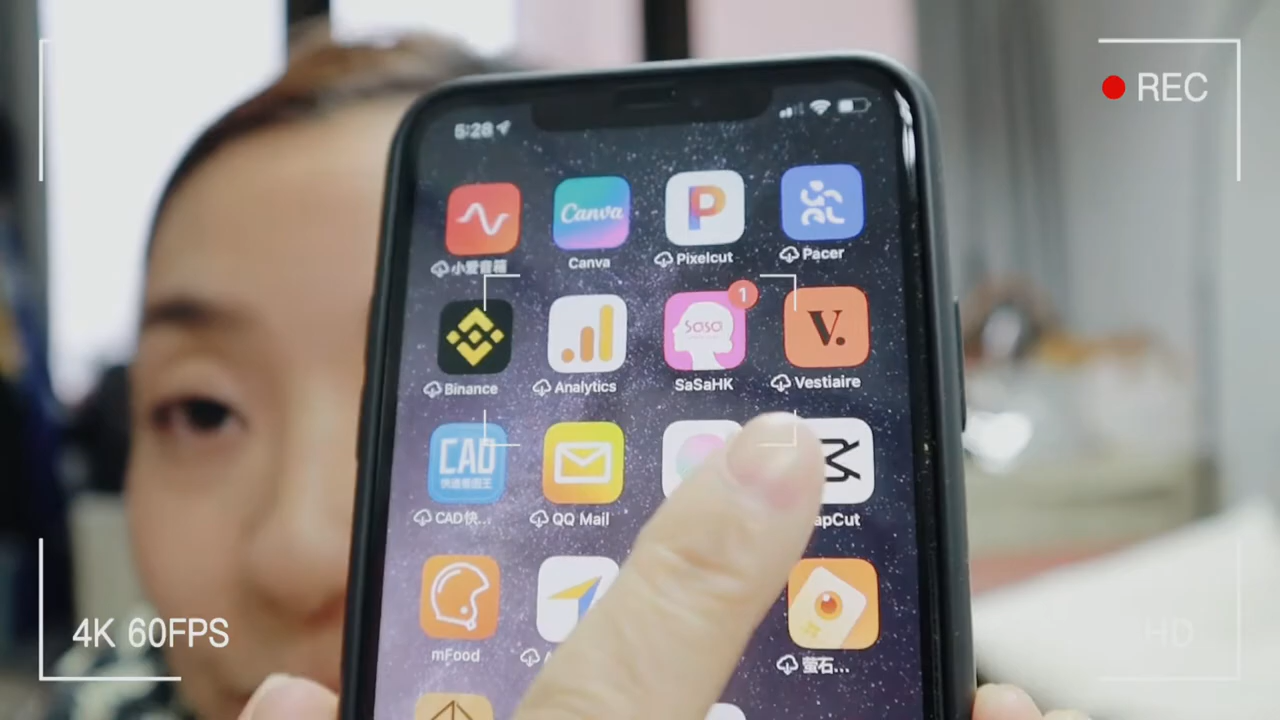 REC
5:28
小爱音箱
Canva
Canva
P
Pixelcut
Pacer
Binance
Analytics
SaSa
1
SaSaHK
V.
Vestiaire
CAD
快速看图王
CAD快...
QQ Mail
apCut
mFood
A
萤石...
4K 60FPS
HD